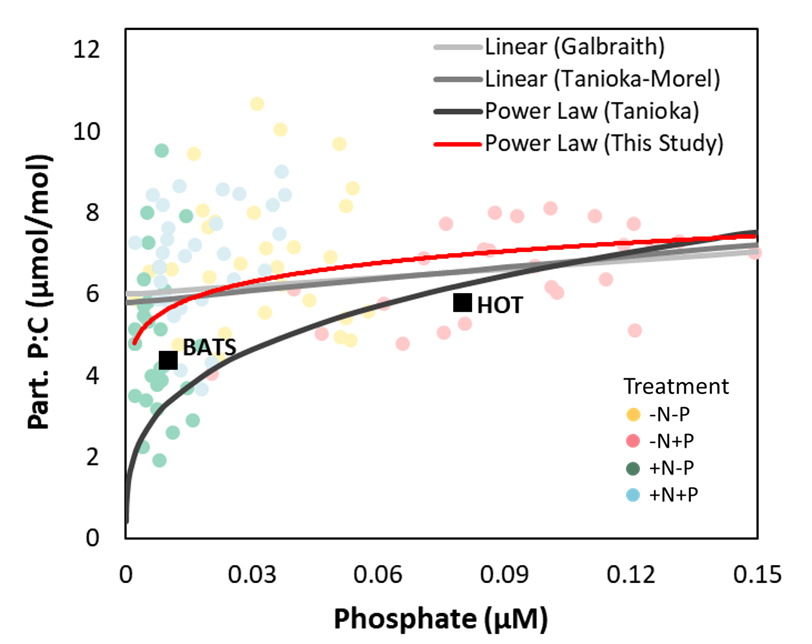 12
10
8
6
4
2
0
Part. P:C (µmol/mol)
Linear (Galbraith)
Linear (Tanioka-Morel)
Power Law (Tanioka)
Power Law (This Study)
HOT
BATS
Treatment
-N-P
-N+P
+N-P
+N+P
0 0.03 0.06 0.09 0.12 0.15
Phosphate (µM)